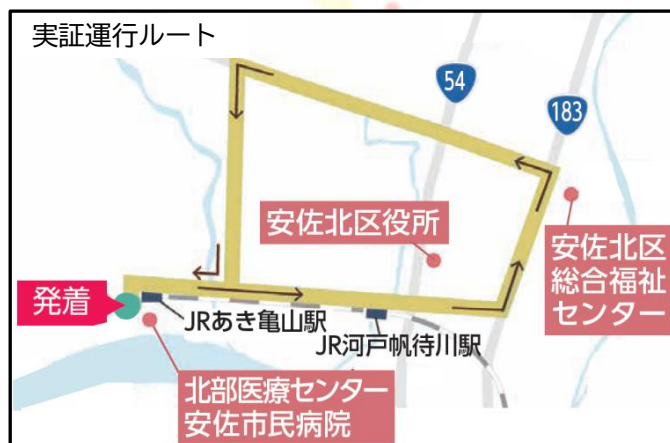 実証運行ルート
54
183
安佐北区役所
安佐北区
総合福祉
センター
発着
JRあき亀山駅
JR河戸帆待川駅
北部医療センター
安佐市民病院